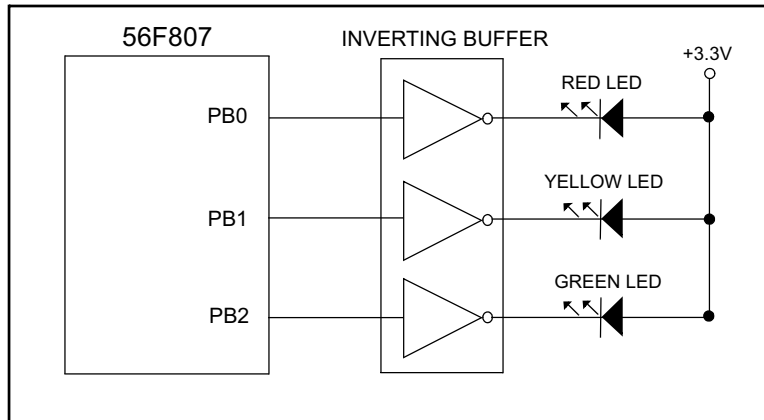 56F807
INVERTING BUFFER
+3.3V
RED LED
PB0
YELLOW LED
PB1
GREEN LED
PB2